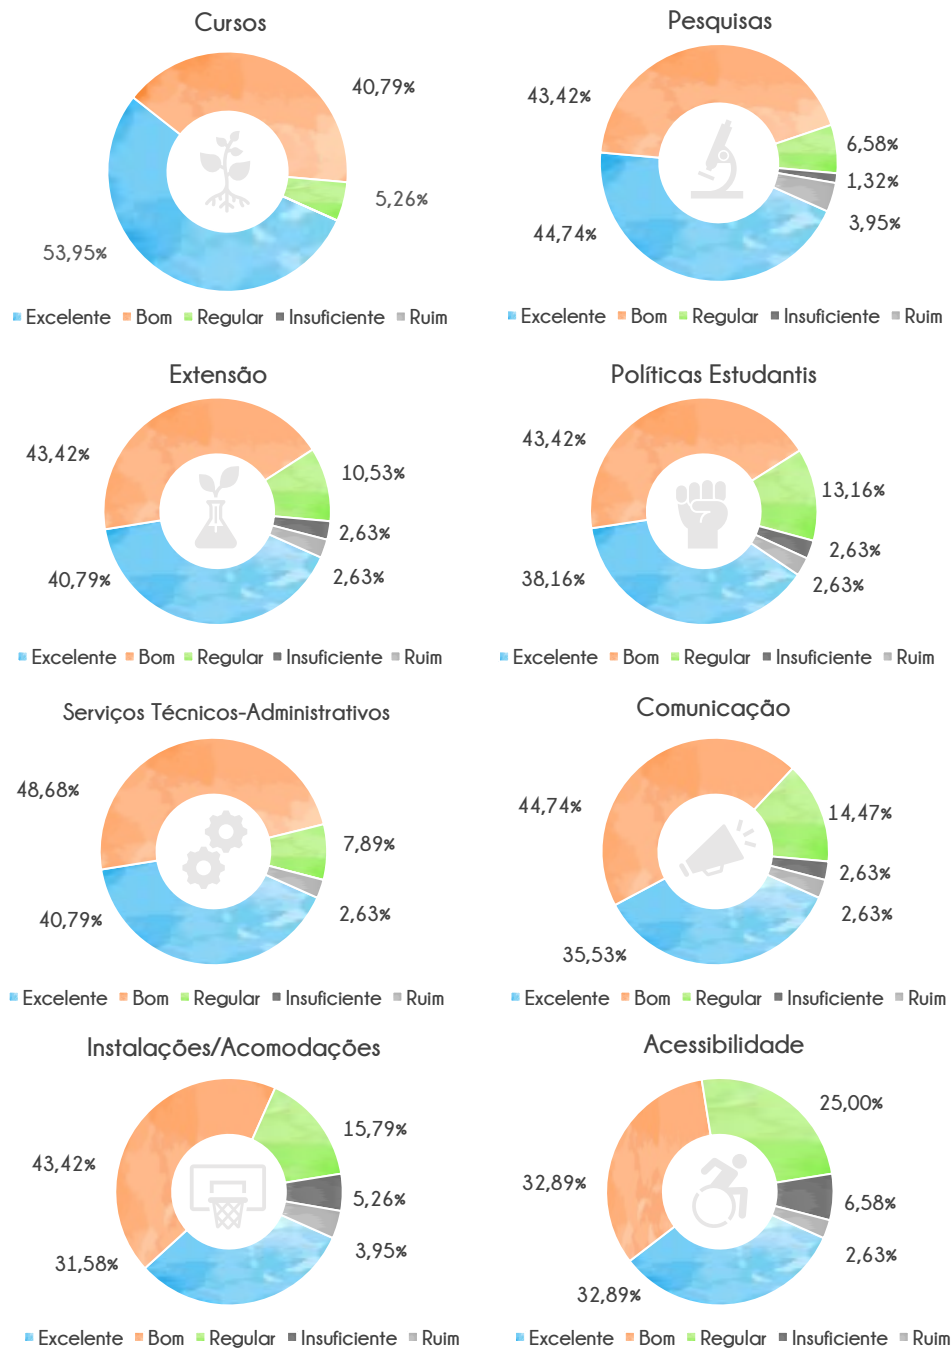 Cursos
40,79%
5,26%
53,95%
Excelente Bom Regular Insuficiente Ruim
Pesquisas
43,42%
6,58%
1,32%
3,95%
44,74%
Excelente Bom Regular Insuficiente Ruim
Extensão
43,42%
10,53%
2,63%
2,63%
40,79%
Excelente Bom Regular Insuficiente Ruim
Políticas Estudantis
43,42%
13,16%
2,63%
2,63%
38,16%
Excelente Bom Regular Insuficiente Ruim
Serviços Técnicos-Administrativos
48,68%
7,89%
2,63%
40,79%
Excelente Bom Regular Insuficiente Ruim
Comunicação
44,74%
14,47%
2,63%
2,63%
35,53%
Excelente Bom Regular Insuficiente Ruim
Instalações/Acomodações
15,79%
43,42%
5,26%
3,95%
31,58%
Excelente Bom Regular Insuficiente Ruim
Acessibilidade
25,00%
32,89%
6,58%
2,63%
32,89%
Excelente Bom Regular Insuficiente Ruim